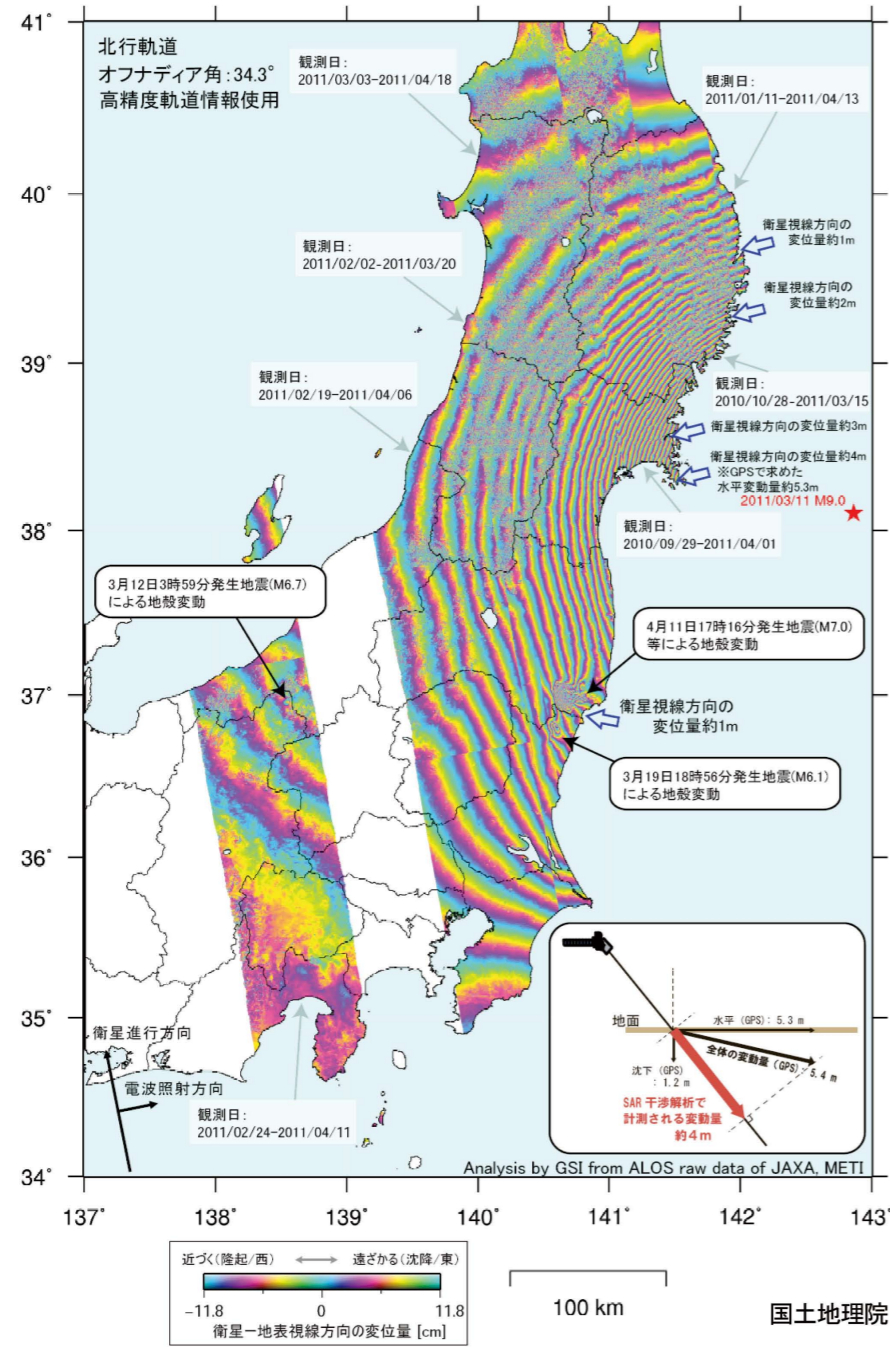 41°
北行軌道
オフナディア角：34.3°
高精度軌道情報使用
観測日：
2011/03/03-2011/04/18
観測日：
2011/01/11-2011/04/13
40°
衛星視線方向の
変位量約1m
観測日：
2011/02/02-2011/03/20
衛星視線方向の
変位量約2m
39°
観測日：
2011/02/19-2011/04/06
観測日：
2010/10/28-2011/03/15
衛星視線方向の変位量約3m
衛星視線方向の変位量約4m
※GPSで求めた
水平変動量約5.3m
2011/03/11 M9.0
38°
観測日：
2010/09/29-2011/04/01
3月12日3時59分発生地震(M6.7)
による地殻変動
4月11日17時16分発生地震(M7.0)
等による地殻変動
37°
衛星視線方向の
変位量約1m
3月19日18時56分発生地震(M6.1)
による地殻変動
36°
35°
地面
水平（GPS）：5.3 m
全体の変動量（GPS）：5.4 m
沈下（GPS）
：1.2 m
SAR 干渉解析で
計測される変動量
約４m
衛星進行方向
電波照射方向
観測日：
2011/02/24-2011/04/11
34°
Analysis by GSI from ALOS raw data of JAXA, METI
137° 138° 139° 140° 141° 142° 143°
近づく(隆起/西) 遠ざかる(沈降/東)
-11.8 0 11.8
衛星－地表視線方向の変位量 [cm]
100 km
国土地理院